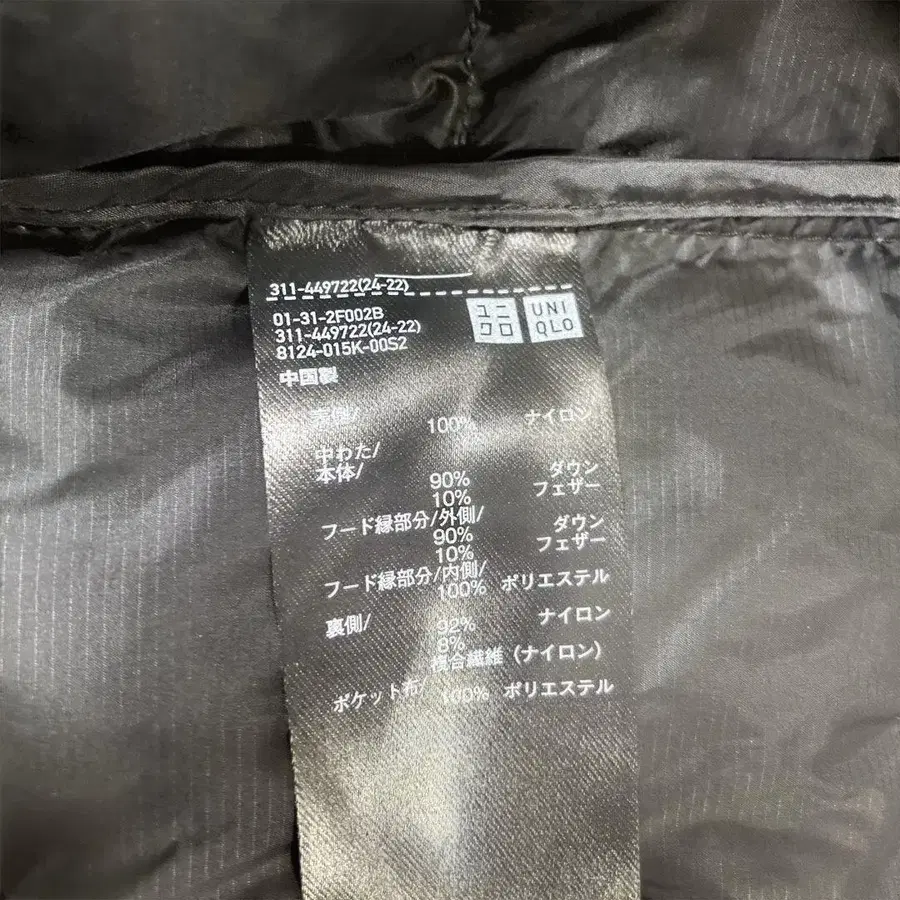 311-449722(24-22)
ユニクロ UNIQLO
01-31-2F002B
311-449722(24-22)
8124-015K-00S2
中国製
表側/ 100% ナイロン
中わた/
本体/ 90% ダウン
10% フェザー
フード縁部分/外側/
90% ダウン
10% フェザー
フード縁部分/内側/
100% ポリエステル
裏側/ 92% ナイロン
8%
複合繊維（ナイロン）
ポケット布/ 100% ポリエステル